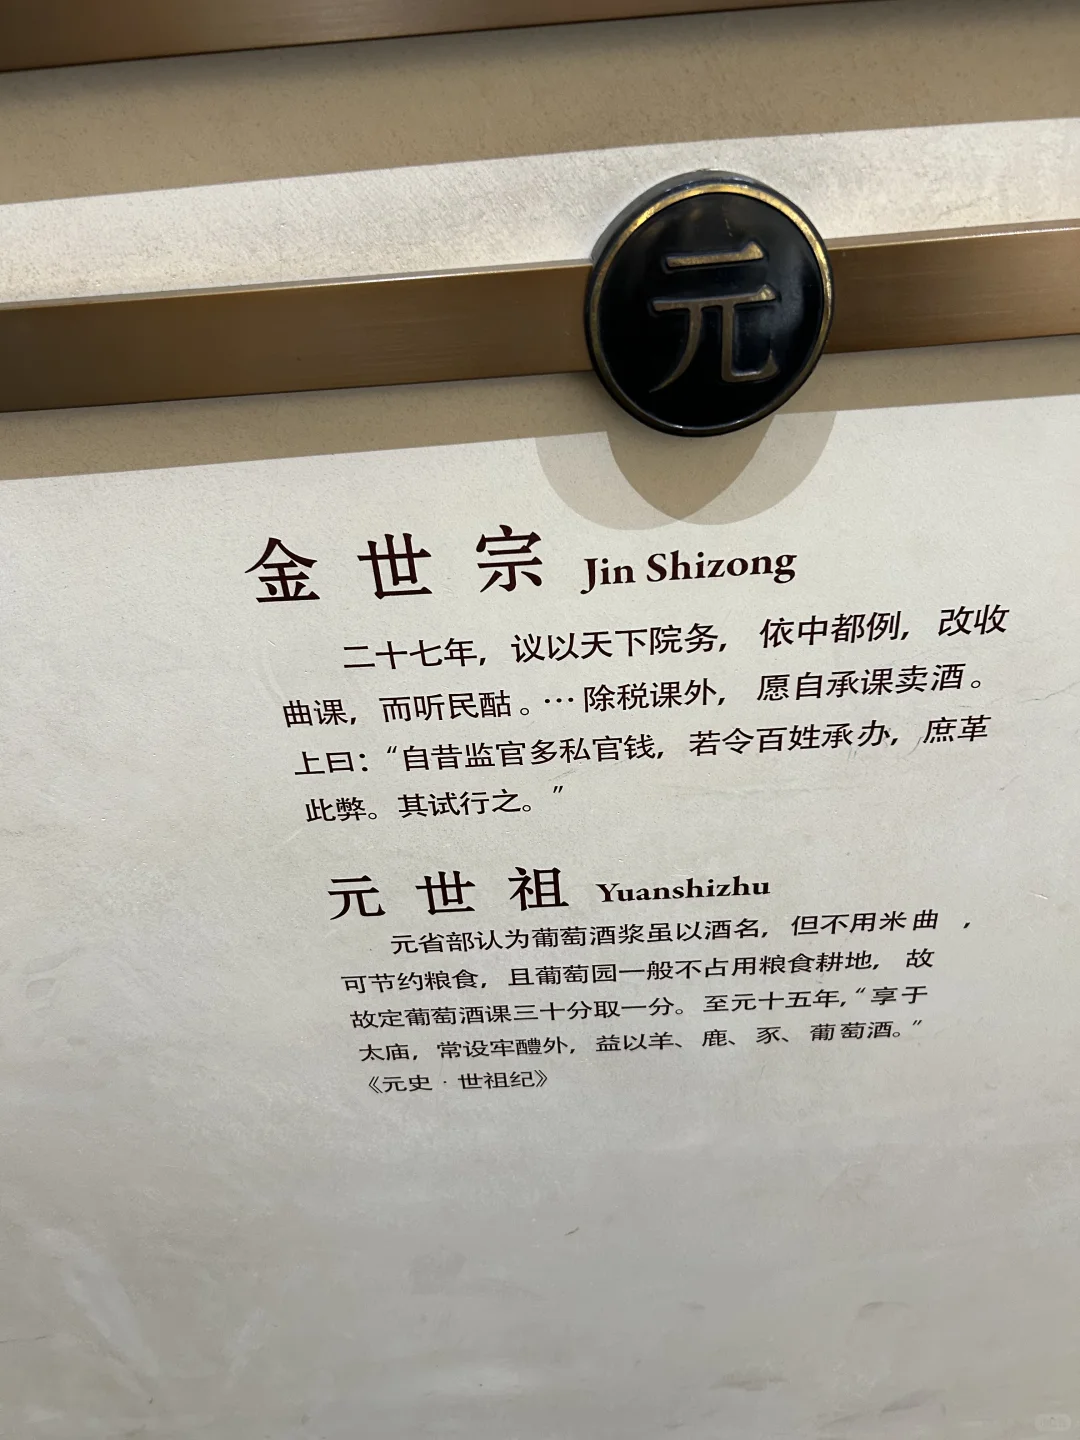 元
金世宗 Jin Shizong
二十七年，议以天下院务，依中都例，改收
曲课，而听民酤。…除税课外，愿自承课卖酒。
上曰：“自昔监官多私官钱，若令百姓承办，庶革
此弊。其试行之。”
元世祖 Yuanshizhu
元省部认为葡萄酒浆虽以酒名，但不用米曲，
可节约粮食，且葡萄园一般不占用粮食耕地，故
故定葡萄酒课三十分取一分。至元十五年，“享于
太庙，常设牢醴外，益以羊、鹿、豕、葡萄酒。”
《元史·世祖纪》